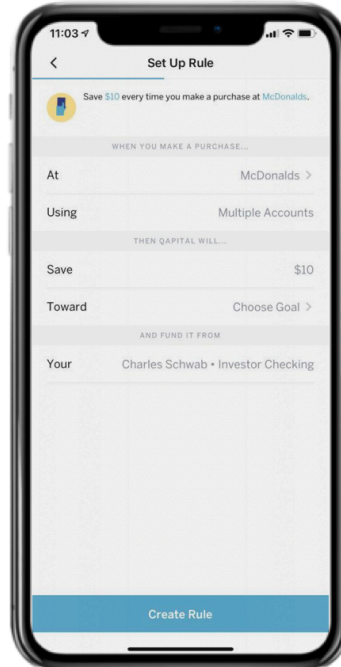 11:03
Set Up Rule
Save $10 every time you make a purchase at McDonalds.
WHEN YOU MAKE A PURCHASE...
At McDonalds >
Using Multiple Accounts
THEN QAPITAL WILL...
Save $10
Toward Choose Goal >
AND FUND IT FROM
Your Charles Schwab • Investor Checking
Create Rule